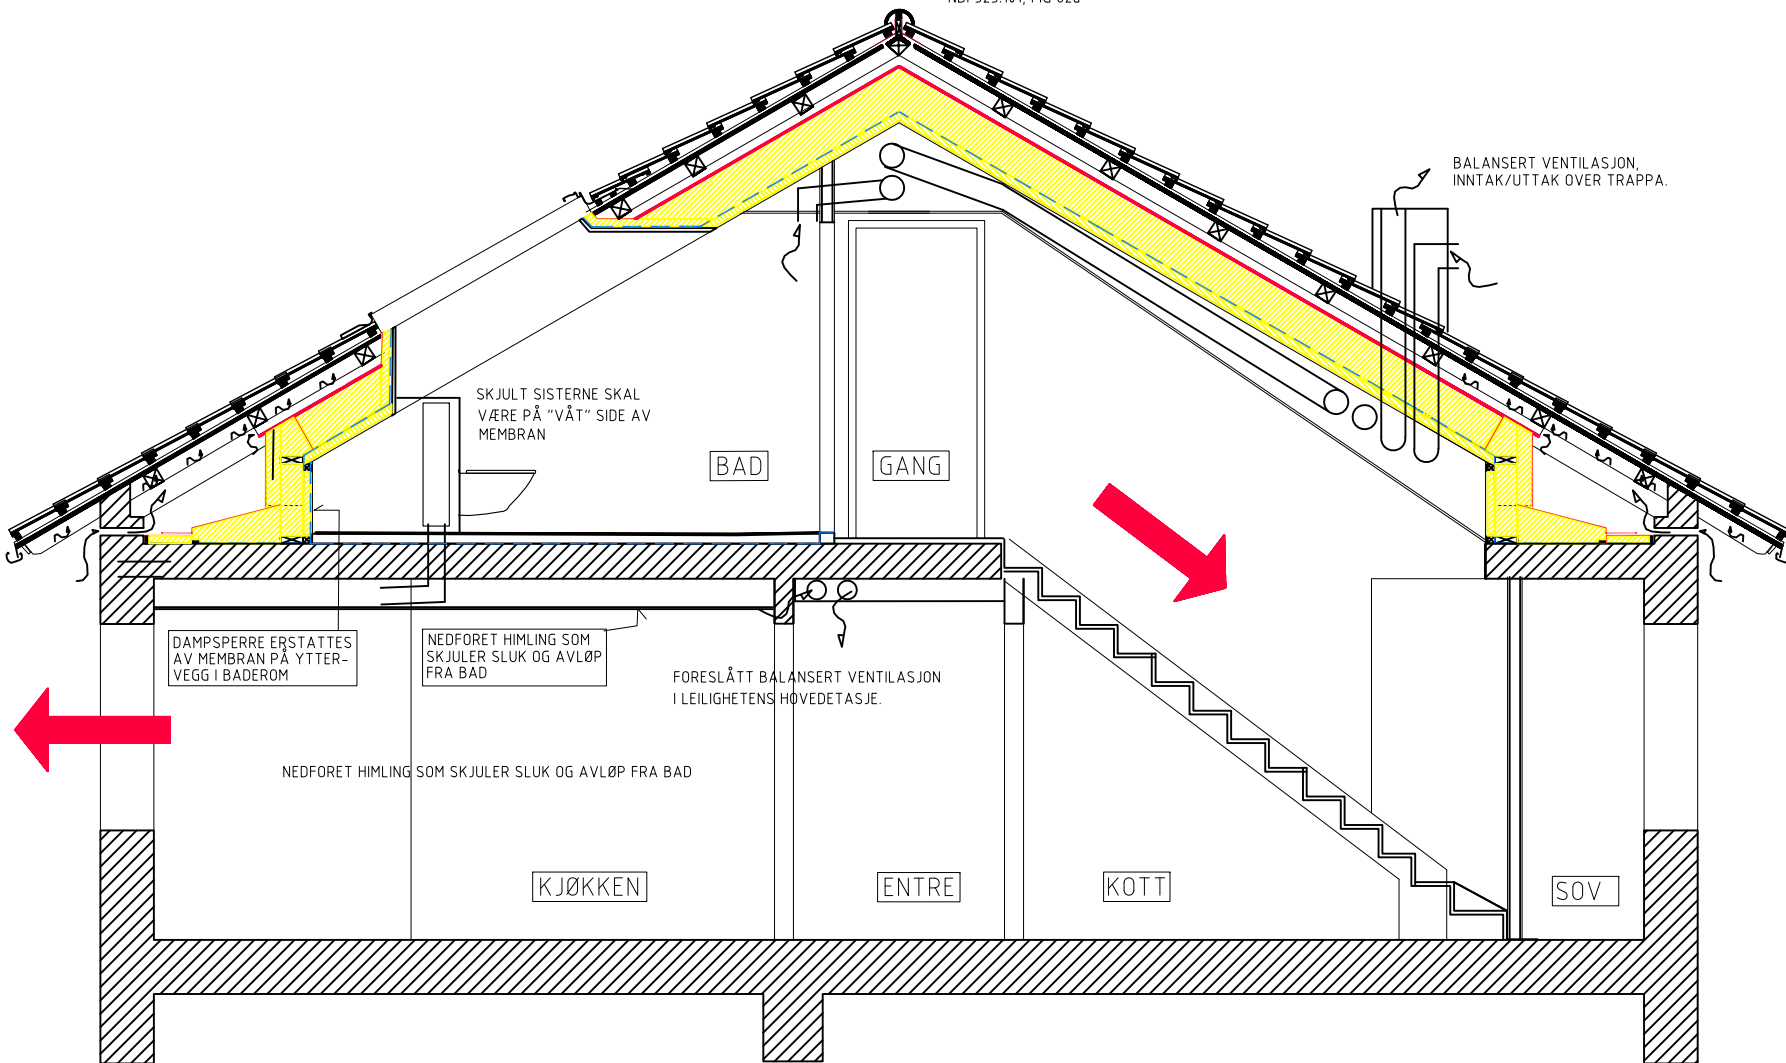 BALANSERT VENTILASJON,
INNTAK/UTTAK OVER TRAPPA.
SKJULT SISTERNE SKAL
VÆRE PÅ "VÅT" SIDE AV
MEMBRAN
BAD
GANG
DAMPSPERRE ERSTATTES
AV MEMBRAN PÅ YTTER-
VEGG I BADEROM
NEDFORET HIMLING SOM
SKJULER SLUK OG AVLØP
FRA BAD
FORESLÅTT BALANSERT VENTILASJON
I LEILIGHETENS HOVEDETASJE.
NEDFORET HIMLING SOM SKJULER SLUK OG AVLØP FRA BAD
KJØKKEN
ENTRE
KOTT
SOV